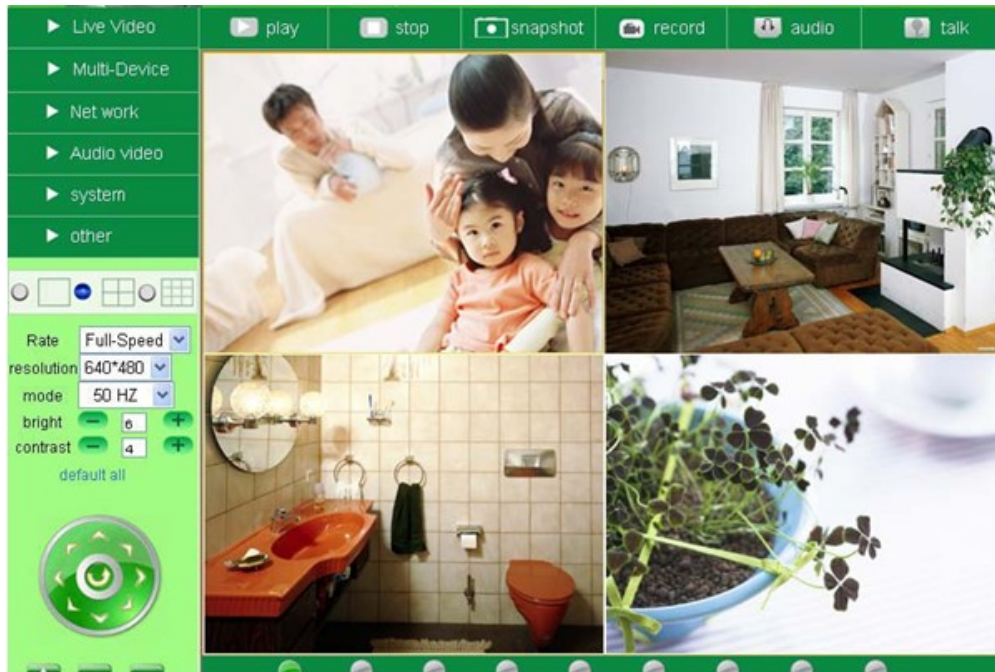 Live Video
play stop snapshot record audio talk
Multi-Device
Net work
Audio video
system
other
Rate Full-Speed
resolution 640*480
mode 50 HZ
bright 6
contrast 4
default all